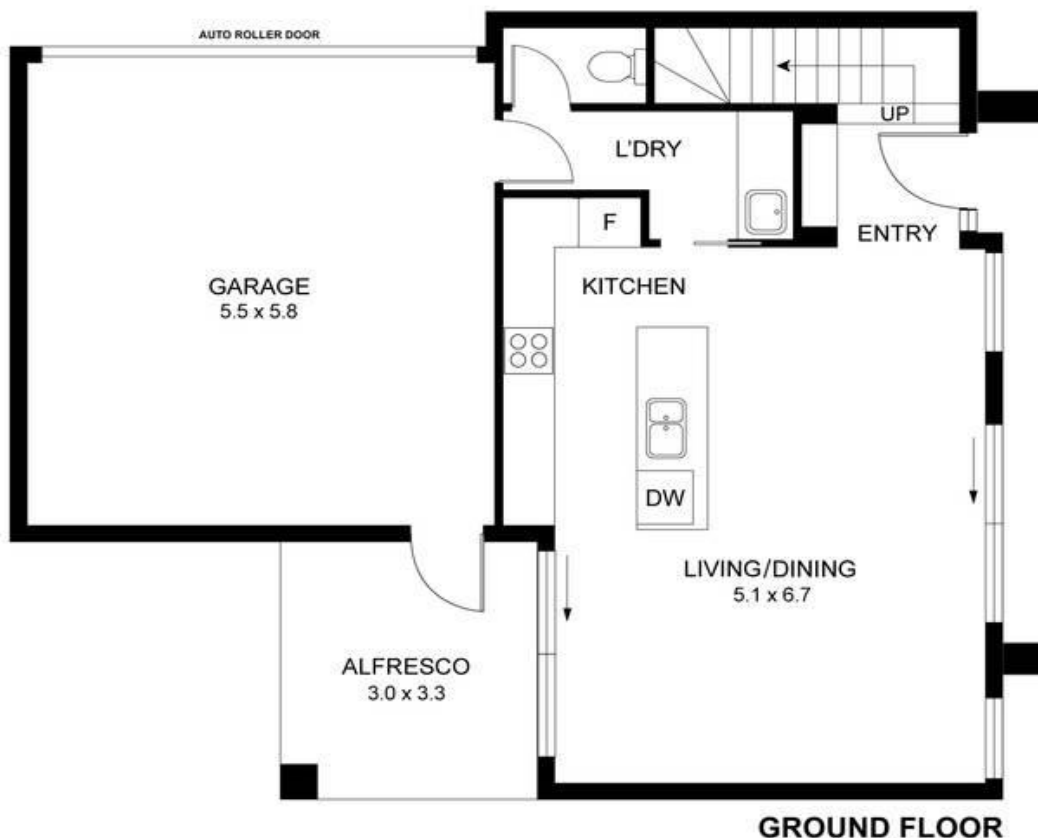 AUTO ROLLER DOOR
UP
L'DRY
F
ENTRY
GARAGE
5.5 x 5.8
KITCHEN
DW
LIVING/DINING
5.1 x 6.7
ALFRESCO
3.0 x 3.3
GROUND FLOOR